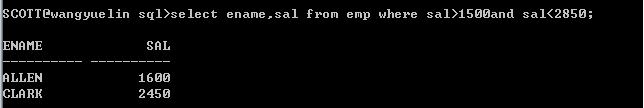 SCOTT@wangyuelin sql>select ename,sal from emp where sal>1500and sal<2850;
ENAME SAL
---------- ----------
ALLEN 1600
CLARK 2450